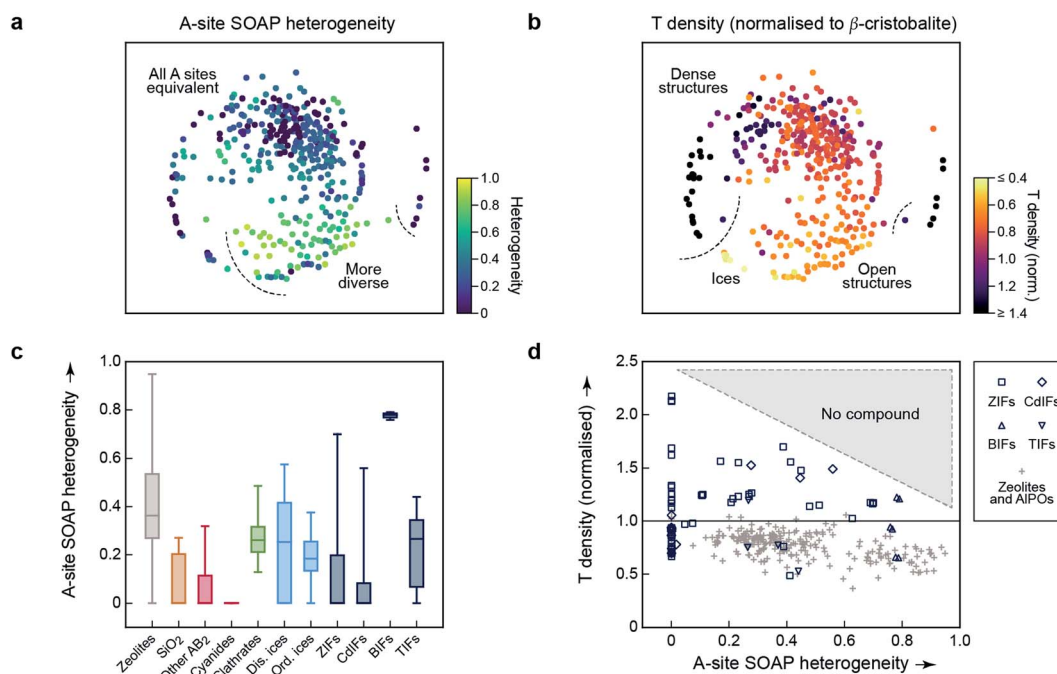 a
A-site SOAP heterogeneity
All A sites
equivalent
More
diverse
1.0
0.8
0.6
0.4
0.2
0
Heterogeneity
b
T density (normalised to β-cristobalite)
Dense
structures
Ices
Open
structures
≤ 0.4
0.6
0.8
1.0
1.2
≥ 1.4
T density (norm.)
c
A-site SOAP heterogeneity →
1.0
0.8
0.6
0.4
0.2
0
Zeolites
SiO₂
Other AB₂
Cyanides
Clathrates
Dis. ices
Ord. ices
ZIFs
CdIFs
BIFs
TIFs
d
T density (normalised) →
2.5
2.0
1.5
1.0
0.5
0
No compound
0
0.2
0.4
0.6
0.8
1.0
A-site SOAP heterogeneity →
ZIFs CdIFs
BIFs TIFs
Zeolites
and AlPOs